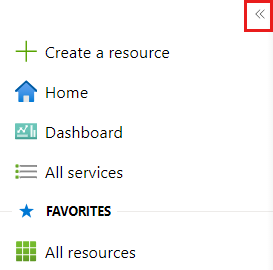 Create a resource
Home
Dashboard
All services
FAVORITES
All resources